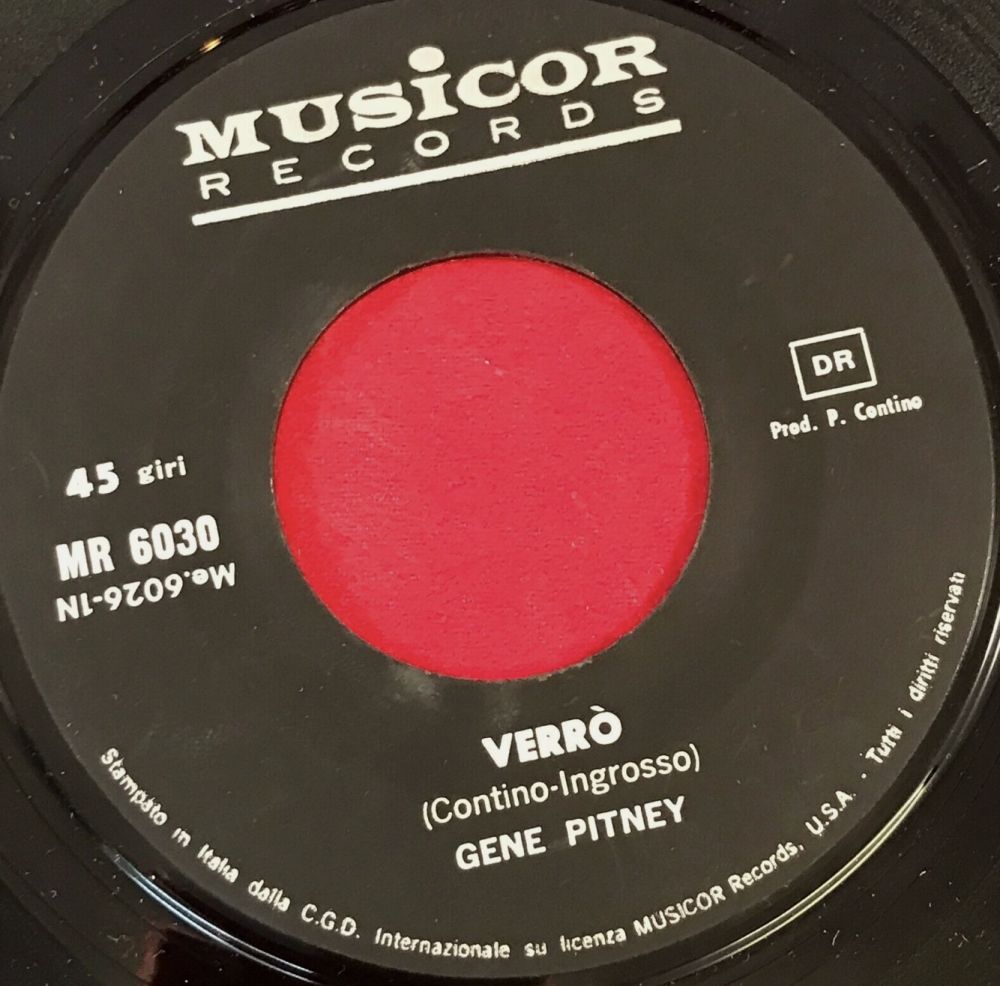 MUSICOR
RECORDS
DR
Prod. P. Contino
45 giri
MR 6030
Me.6026-1N
VERRÒ
(Contino-Ingrosso)
GENE PITNEY
Stampato in Italia dalla C.G.D. Internazionale su licenza MUSICOR Records, U.S.A. - Tutti i diritti riservati